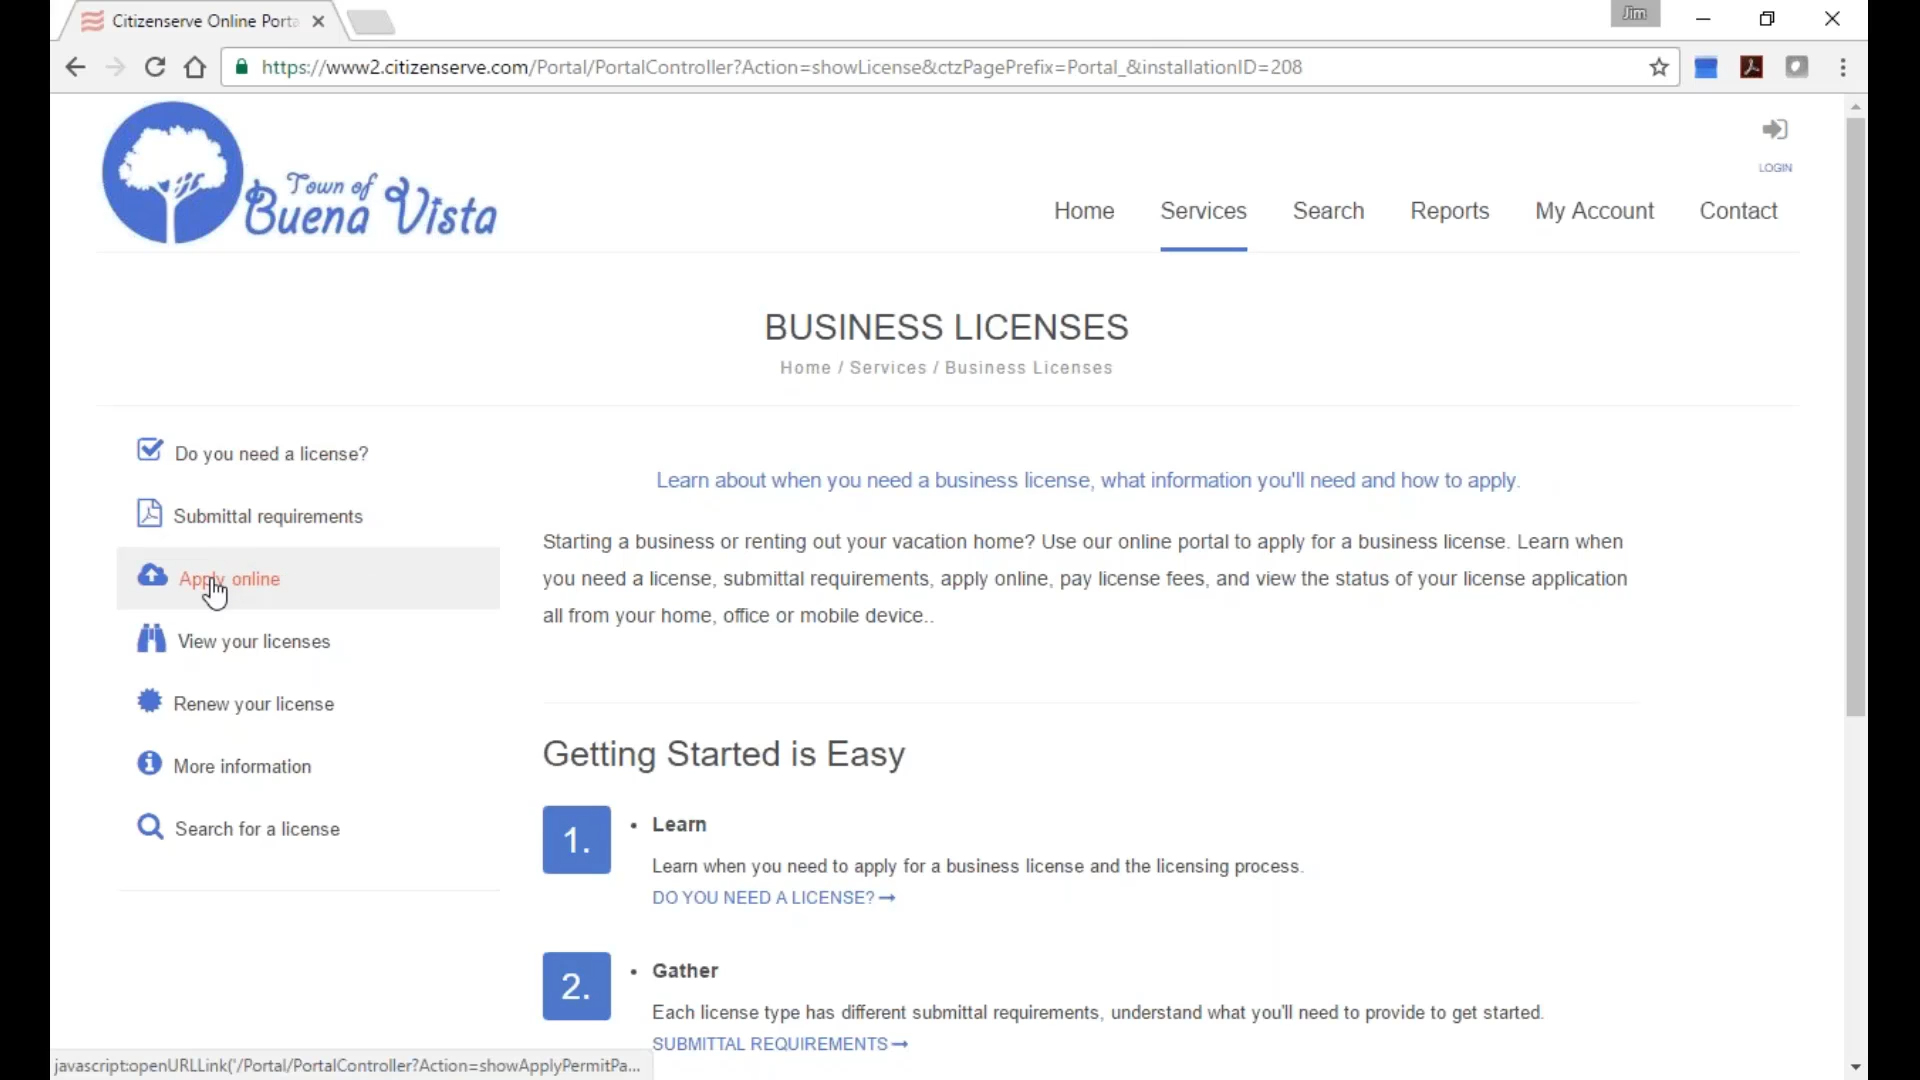 Citizenserve Online Porta
Jim
https://www2.citizenserve.com/Portal/PortalController?Action=showLicense&ctzPagePrefix=Portal_&installationID=208
LOGIN
Town of
Buena Vista
Home Services Search Reports My Account Contact
BUSINESS LICENSES
Home / Services / Business Licenses
Do you need a license?
Submittal requirements
Apply online
View your licenses
Renew your license
More information
Search for a license
Learn about when you need a business license, what information you'll need and how to apply.
Starting a business or renting out your vacation home? Use our online portal to apply for a business license. Learn when
you need a license, submittal requirements, apply online, pay license fees, and view the status of your license application
all from your home, office or mobile device..
Getting Started is Easy
1.
• Learn
Learn when you need to apply for a business license and the licensing process.
DO YOU NEED A LICENSE? →
2.
• Gather
Each license type has different submittal requirements, understand what you'll need to provide to get started.
SUBMITTAL REQUIREMENTS →
javascript:openURLLink('/Portal/PortalController?Action=showApplyPermitPa...